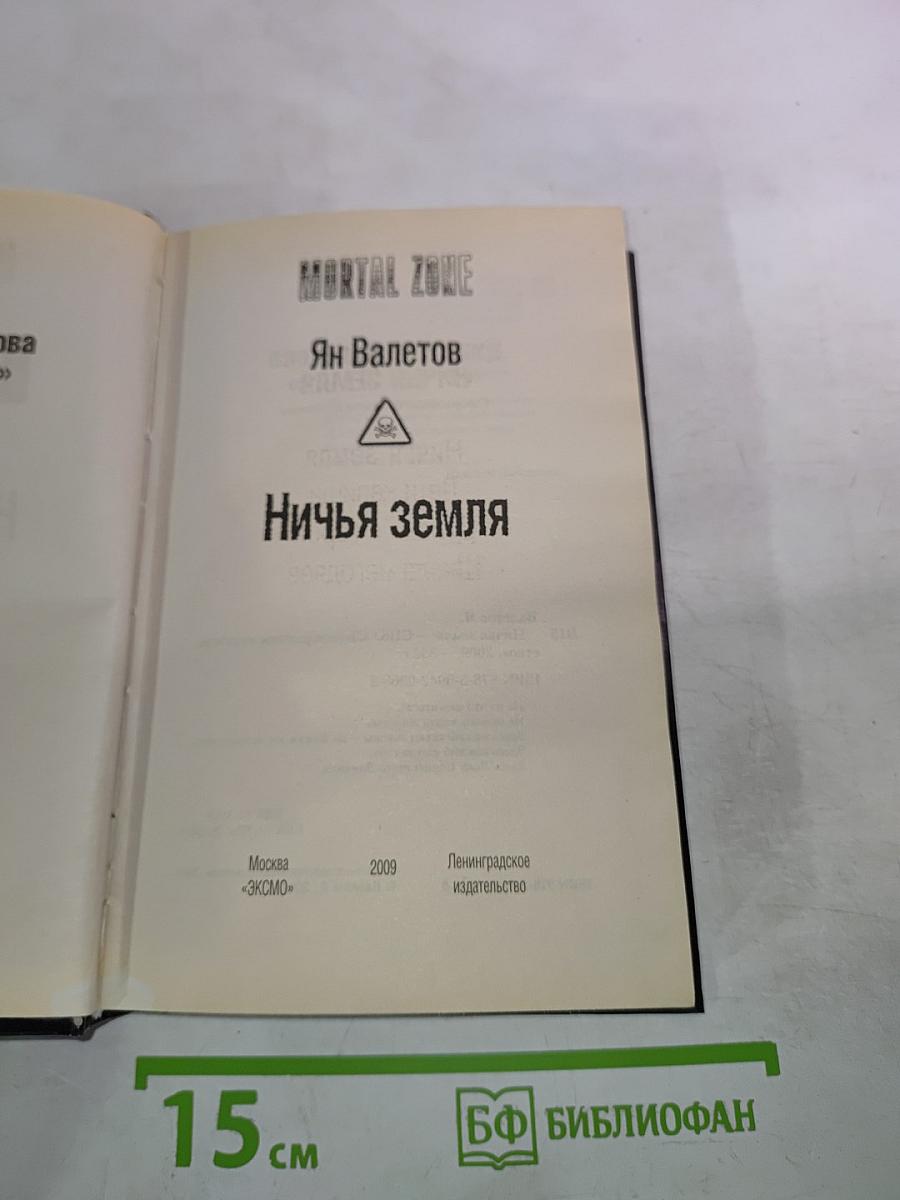 ова
»
MORTAL ZONE
Ян Валетов
Ничья земля
Москва
«ЭКСМО»
2009
Ленинградское
издательство
15 см
БФ БИБЛИОФАН